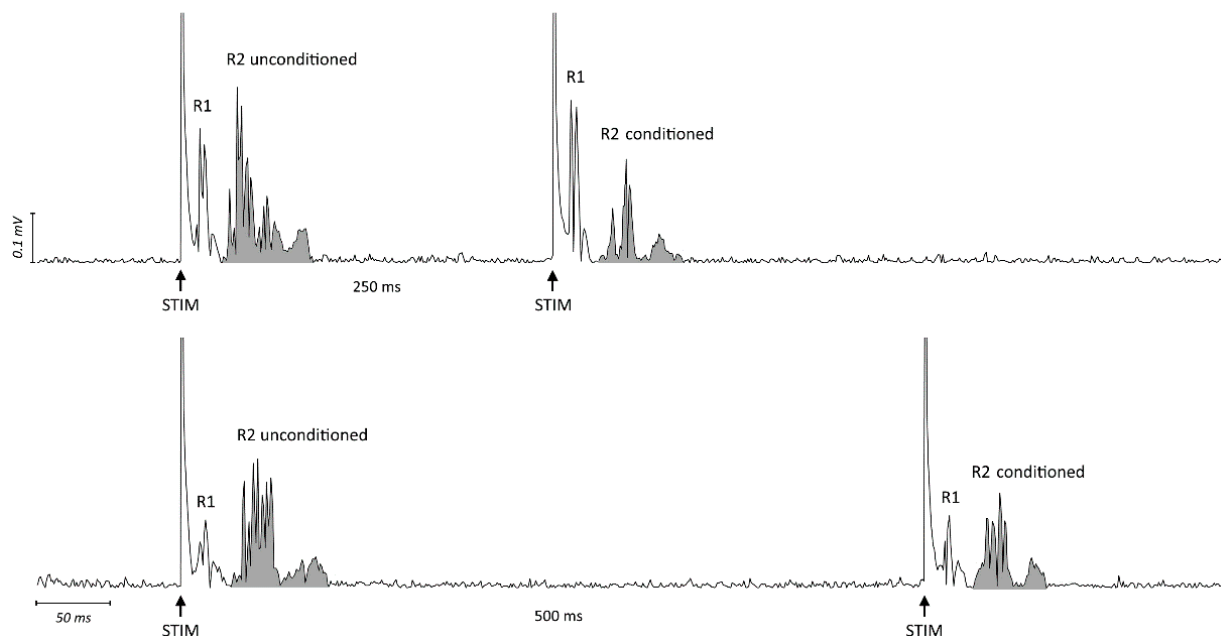 R2 unconditioned
R1
R1
R2 conditioned
0.1 mV
250 ms
STIM
STIM
R2 unconditioned
R1
R2 conditioned
R1
50 ms
500 ms
STIM
STIM